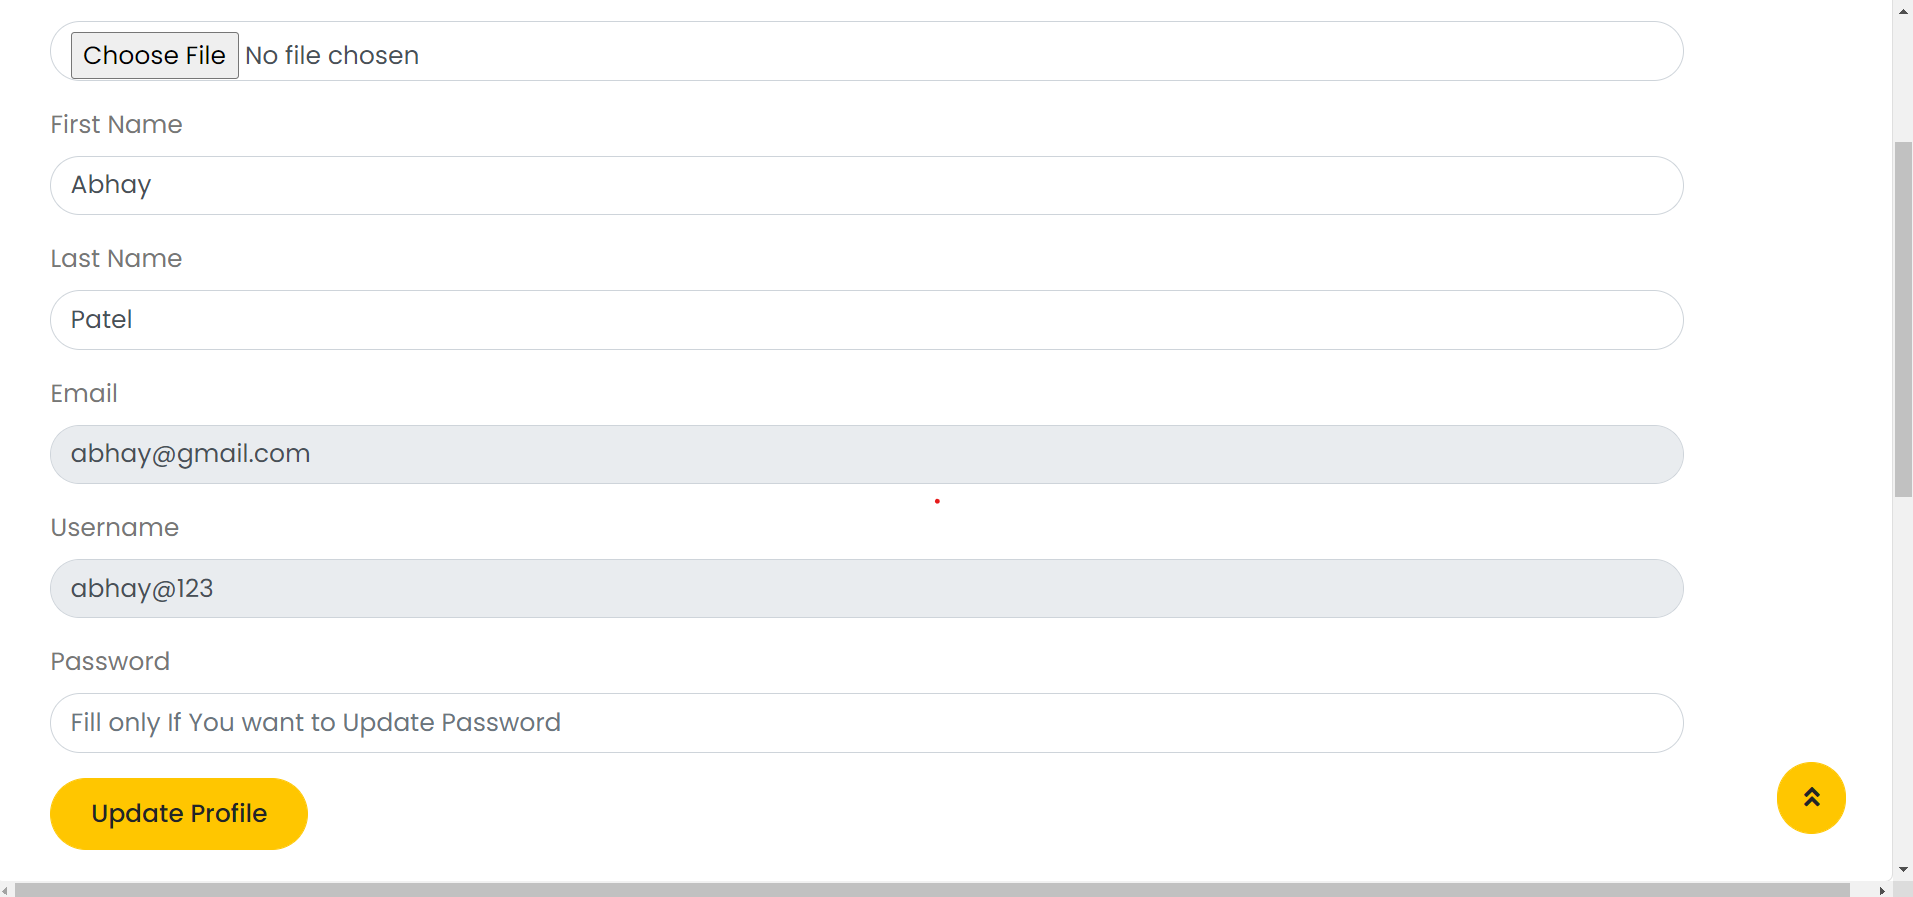 Choose File No file chosen
First Name
Abhay
Last Name
Patel
Email
abhay@gmail.com
Username
abhay@123
Password
Fill only If You want to Update Password
Update Profile